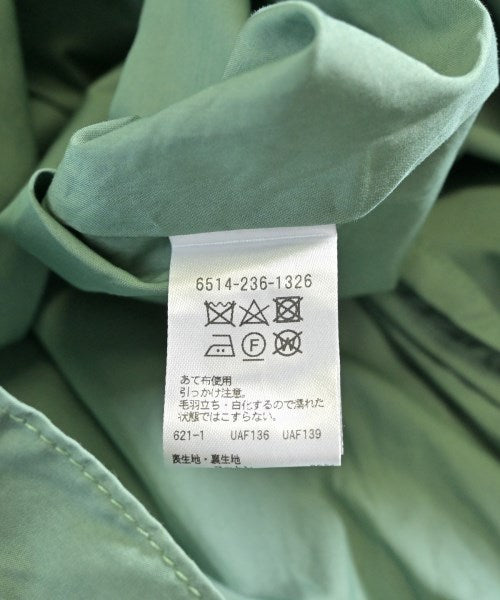 6514-236-1326
F W
あて布使用
引っかけ注意。
毛羽立ち・白化するので濡れた
状態ではこすらない。
621-1 UAF136 UAF139
表生地・裏生地